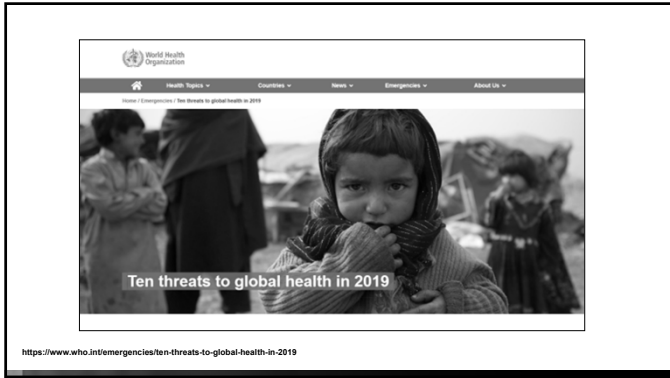 World Health
Organization
Health Topics
Countries
News
Emergencies
About Us
Home / Emergencies / Ten threats to global health in 2019
Ten threats to global health in 2019
https://www.who.int/emergencies/ten-threats-to-global-health-in-2019